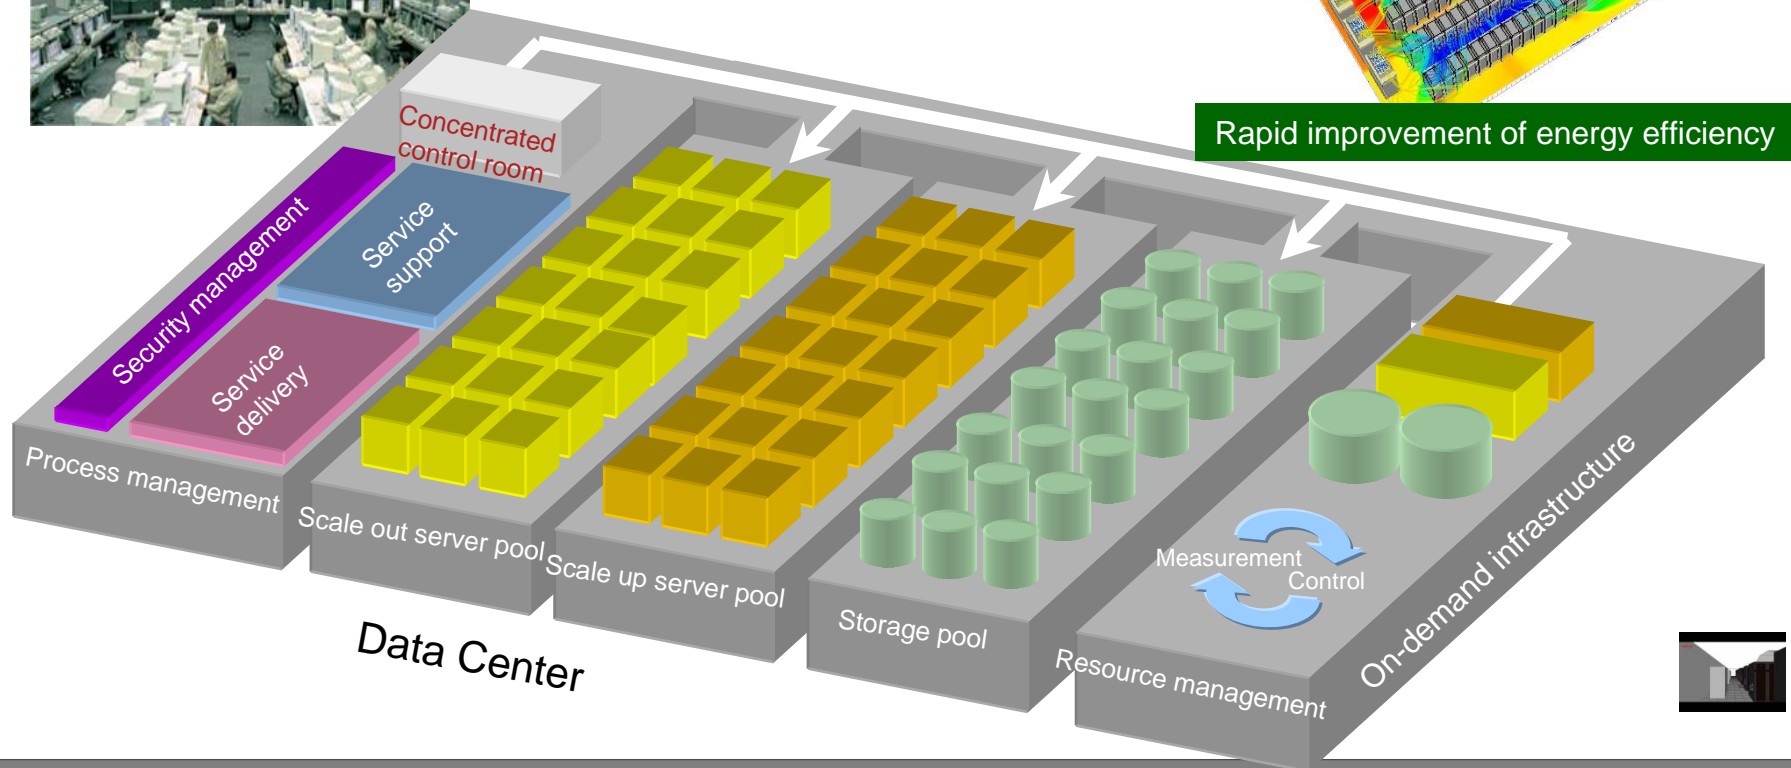 Rapid improvement of energy efficiency
Concentrated
control room
Security management
Service
support
Service
delivery
Process management
Scale out server pool
Scale up server pool
Storage pool
Measurement
Control
Resource management
On-demand infrastructure
Data Center